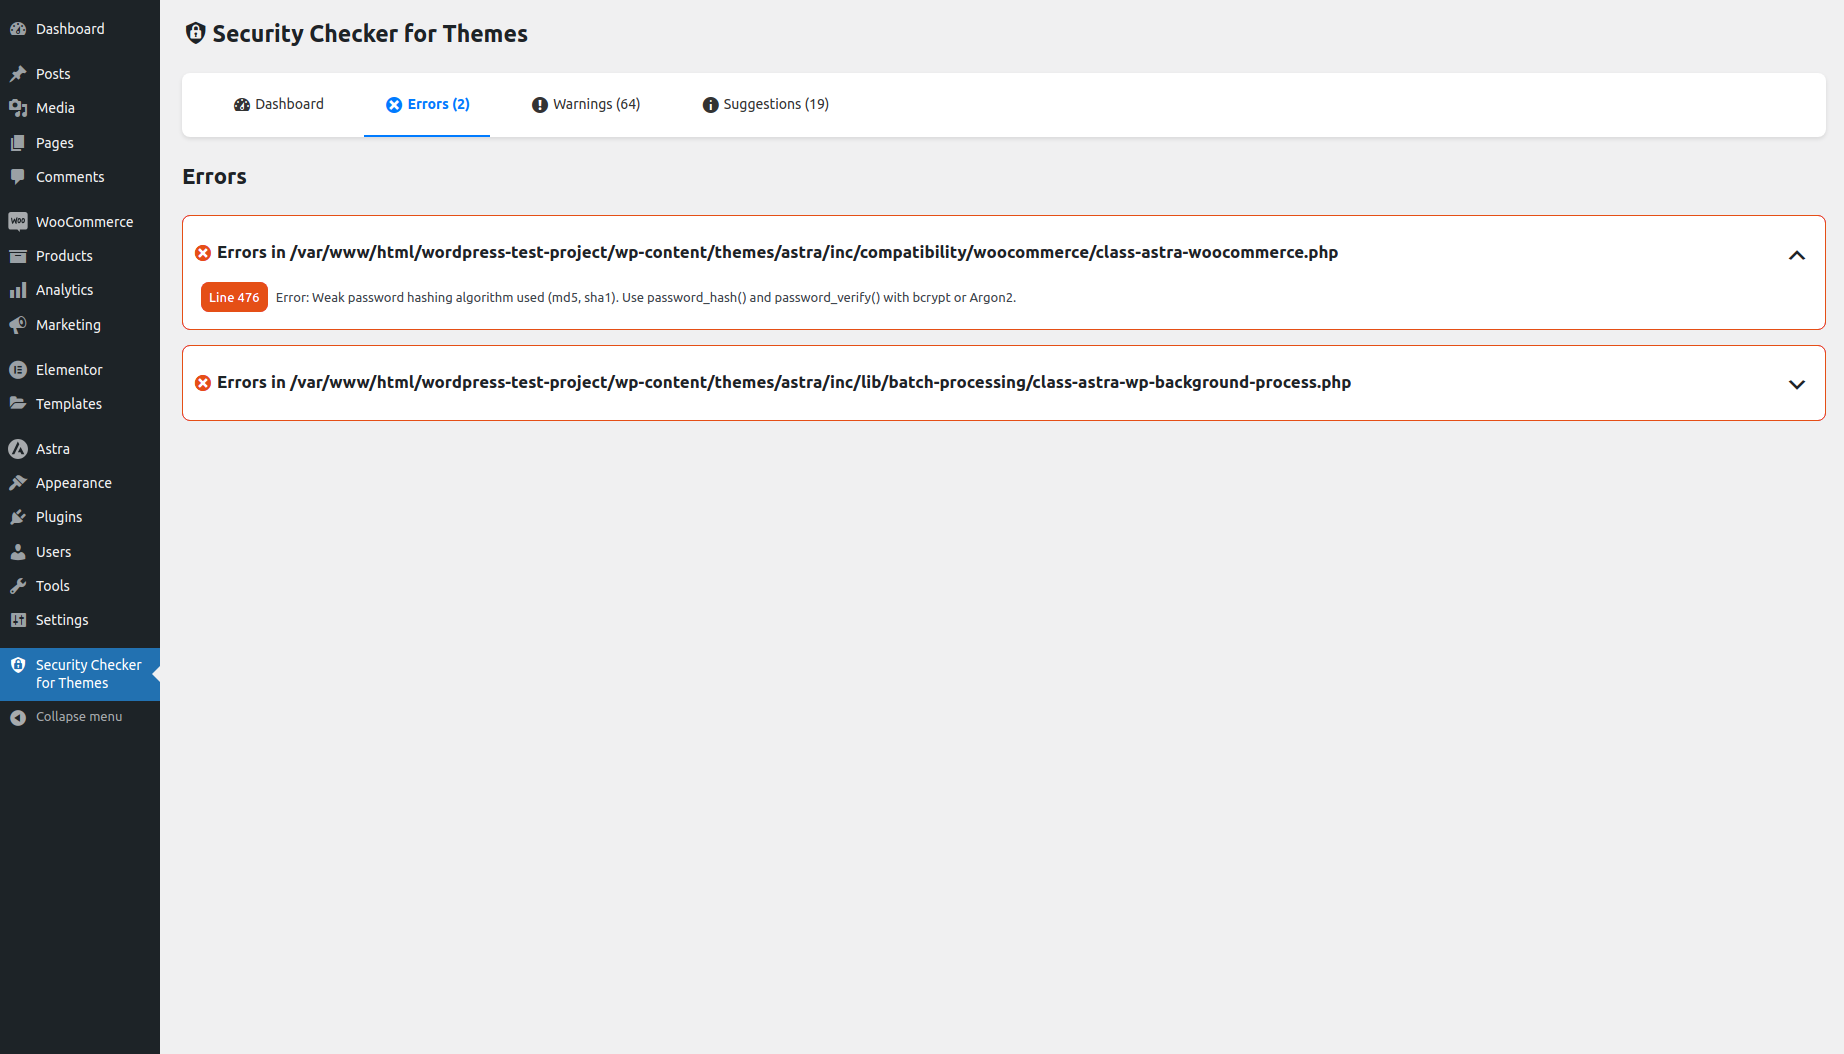 Dashboard
Posts
Media
Pages
Comments
WooCommerce
Products
Analytics
Marketing
Elementor
Templates
Astra
Appearance
Plugins
Users
Tools
Settings
Security Checker
for Themes
Collapse menu
Security Checker for Themes
Dashboard
Errors (2)
Warnings (64)
Suggestions (19)
Errors
Errors in /var/www/html/wordpress-test-project/wp-content/themes/astra/inc/compatibility/woocommerce/class-astra-woocommerce.php
Line 476 Error: Weak password hashing algorithm used (md5, sha1). Use password_hash() and password_verify() with bcrypt or Argon2.
Errors in /var/www/html/wordpress-test-project/wp-content/themes/astra/inc/lib/batch-processing/class-astra-wp-background-process.php